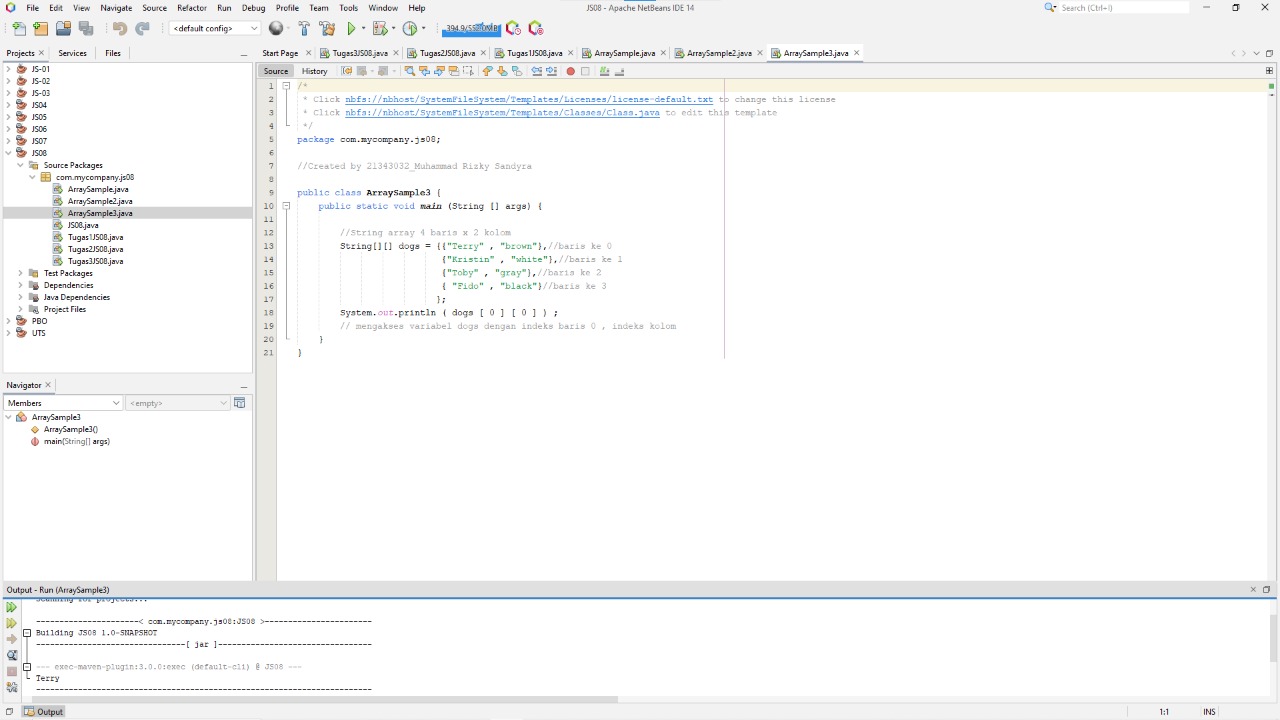 File Edit View Navigate Source Refactor Run Debug Profile Team Tools Window Help
JS08 - Apache NetBeans IDE 14
Search (Ctrl+I)
<default config>
Projects Services Files
Start Page Tugas3JS08.java Tugas2JS08.java Tugas1JS08.java ArraySample.java ArraySample2.java ArraySample3.java
Source History
JS-01
JS-02
JS-03
JS04
JS05
JS06
JS07
JS08
Source Packages
com.mycompany.js08
ArraySample.java
ArraySample2.java
ArraySample3.java
JS08.java
Tugas1JS08.java
Tugas2JS08.java
Tugas3JS08.java
Test Packages
Dependencies
Java Dependencies
Project Files
PBO
UTS
Navigator
Members <empty>
ArraySample3
ArraySample3()
main(String[] args)
1 /*
2 * Click nbfs://nbhost/SystemFileSystem/Templates/Licenses/license-default.txt to change this license
3 * Click nbfs://nbhost/SystemFileSystem/Templates/Classes/Class.java to edit this template
4 */
5 package com.mycompany.js08;
6
7 //Created by 21343032_Muhammad Rizky Sandyra
8
9 public class ArraySample3 {
10 public static void main (String [] args) {
11
12 //String array 4 baris x 2 kolom
13 String[][] dogs = {{"Terry" , "brown"},//baris ke 0
14 {"Kristin" , "white"},//baris ke 1
15 {"Toby" , "gray"},//baris ke 2
16 { "Fido" , "black"}//baris ke 3
17 };
18 System.out.println ( dogs [ 0 ] [ 0 ] ) ;
19 // mengakses variabel dogs dengan indeks baris 0 , indeks kolom
20 }
21 }
Output - Run (ArraySample3)
Scanning for projects...
----------------------< com.mycompany.js08:JS08 >-----------------------
Building JS08 1.0-SNAPSHOT
--------------------------------[ jar ]---------------------------------
--- exec-maven-plugin:3.0.0:exec (default-cli) @ JS08 ---
Terry
------------------------------------------------------------------------
Output
1:1 INS